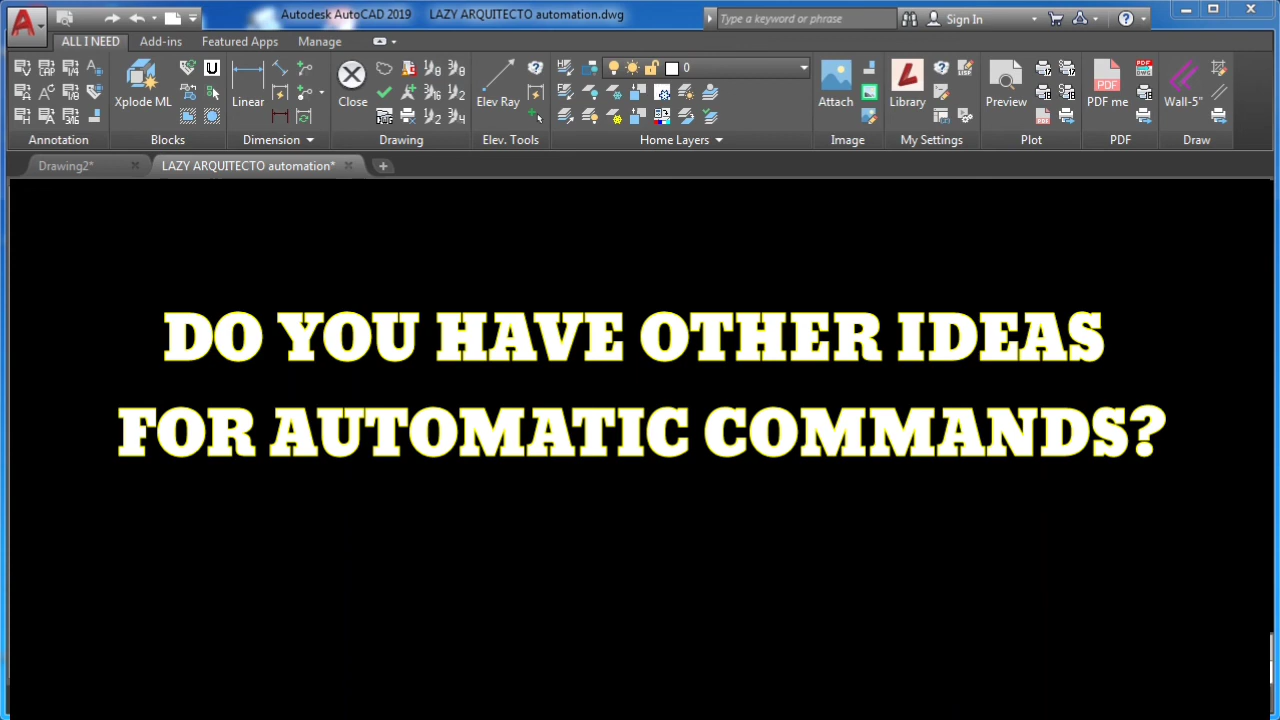 Autodesk AutoCAD 2019 LAZY ARQUITECTO automation.dwg
Type a keyword or phrase
Sign In
ALL I NEED Add-ins Featured Apps Manage
0
Xplode ML Linear Close Elev Ray Attach Library Preview PDF me Wall-5"
Annotation Blocks Dimension Drawing Elev. Tools Home Layers Image My Settings Plot PDF Draw
Drawing2* LAZY ARQUITECTO automation*
DO YOU HAVE OTHER IDEAS
FOR AUTOMATIC COMMANDS?